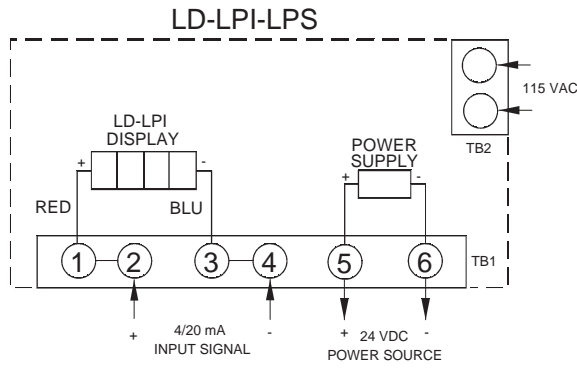 LD-LPI-LPS
115 VAC
TB2
LD-LPI
DISPLAY
+ -
RED BLU
POWER
SUPPLY
+ -
1 2 3 4 5 6
TB1
+ 4/20 mA -
INPUT SIGNAL
+ 24 VDC -
POWER SOURCE